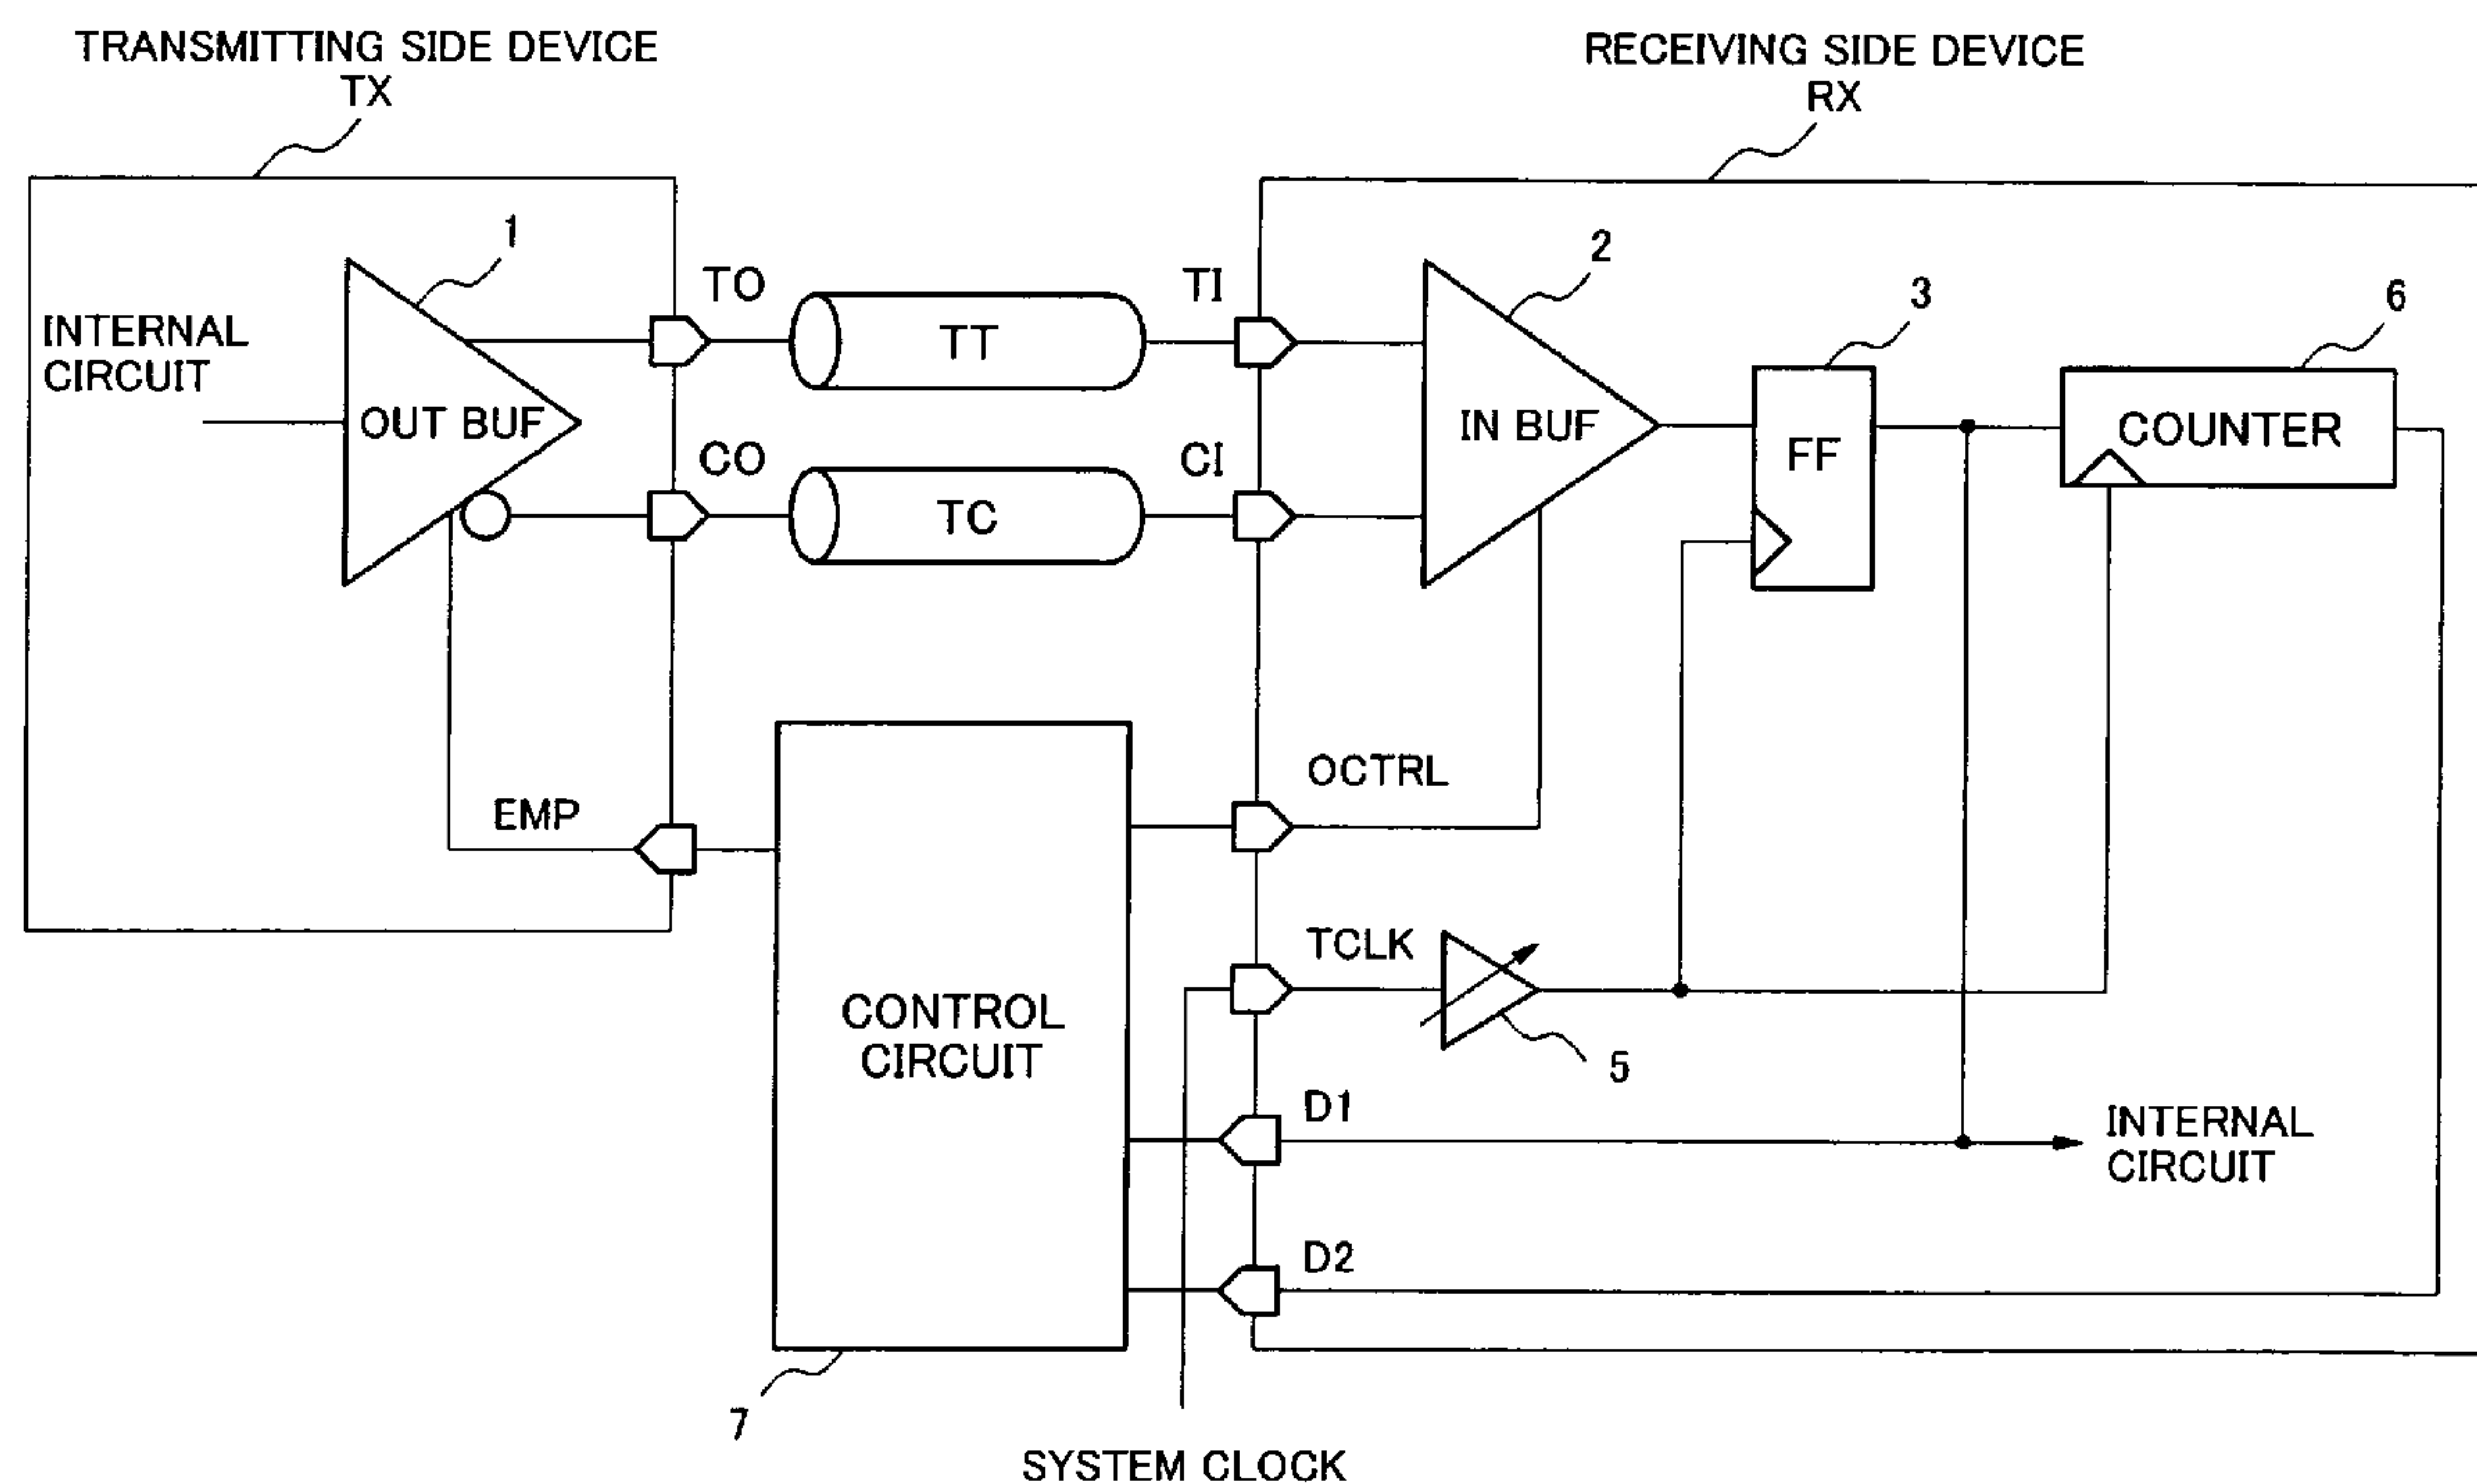 TRANSMITTING SIDE DEVICE
TX
RECEIVING SIDE DEVICE
RX
1
2
3
6
INTERNAL
CIRCUIT
OUT BUF
TO
TT
TI
CO
TC
CI
IN BUF
FF
COUNTER
EMP
OCTRL
TCLK
CONTROL
CIRCUIT
5
D1
INTERNAL
CIRCUIT
D2
7
SYSTEM CLOCK